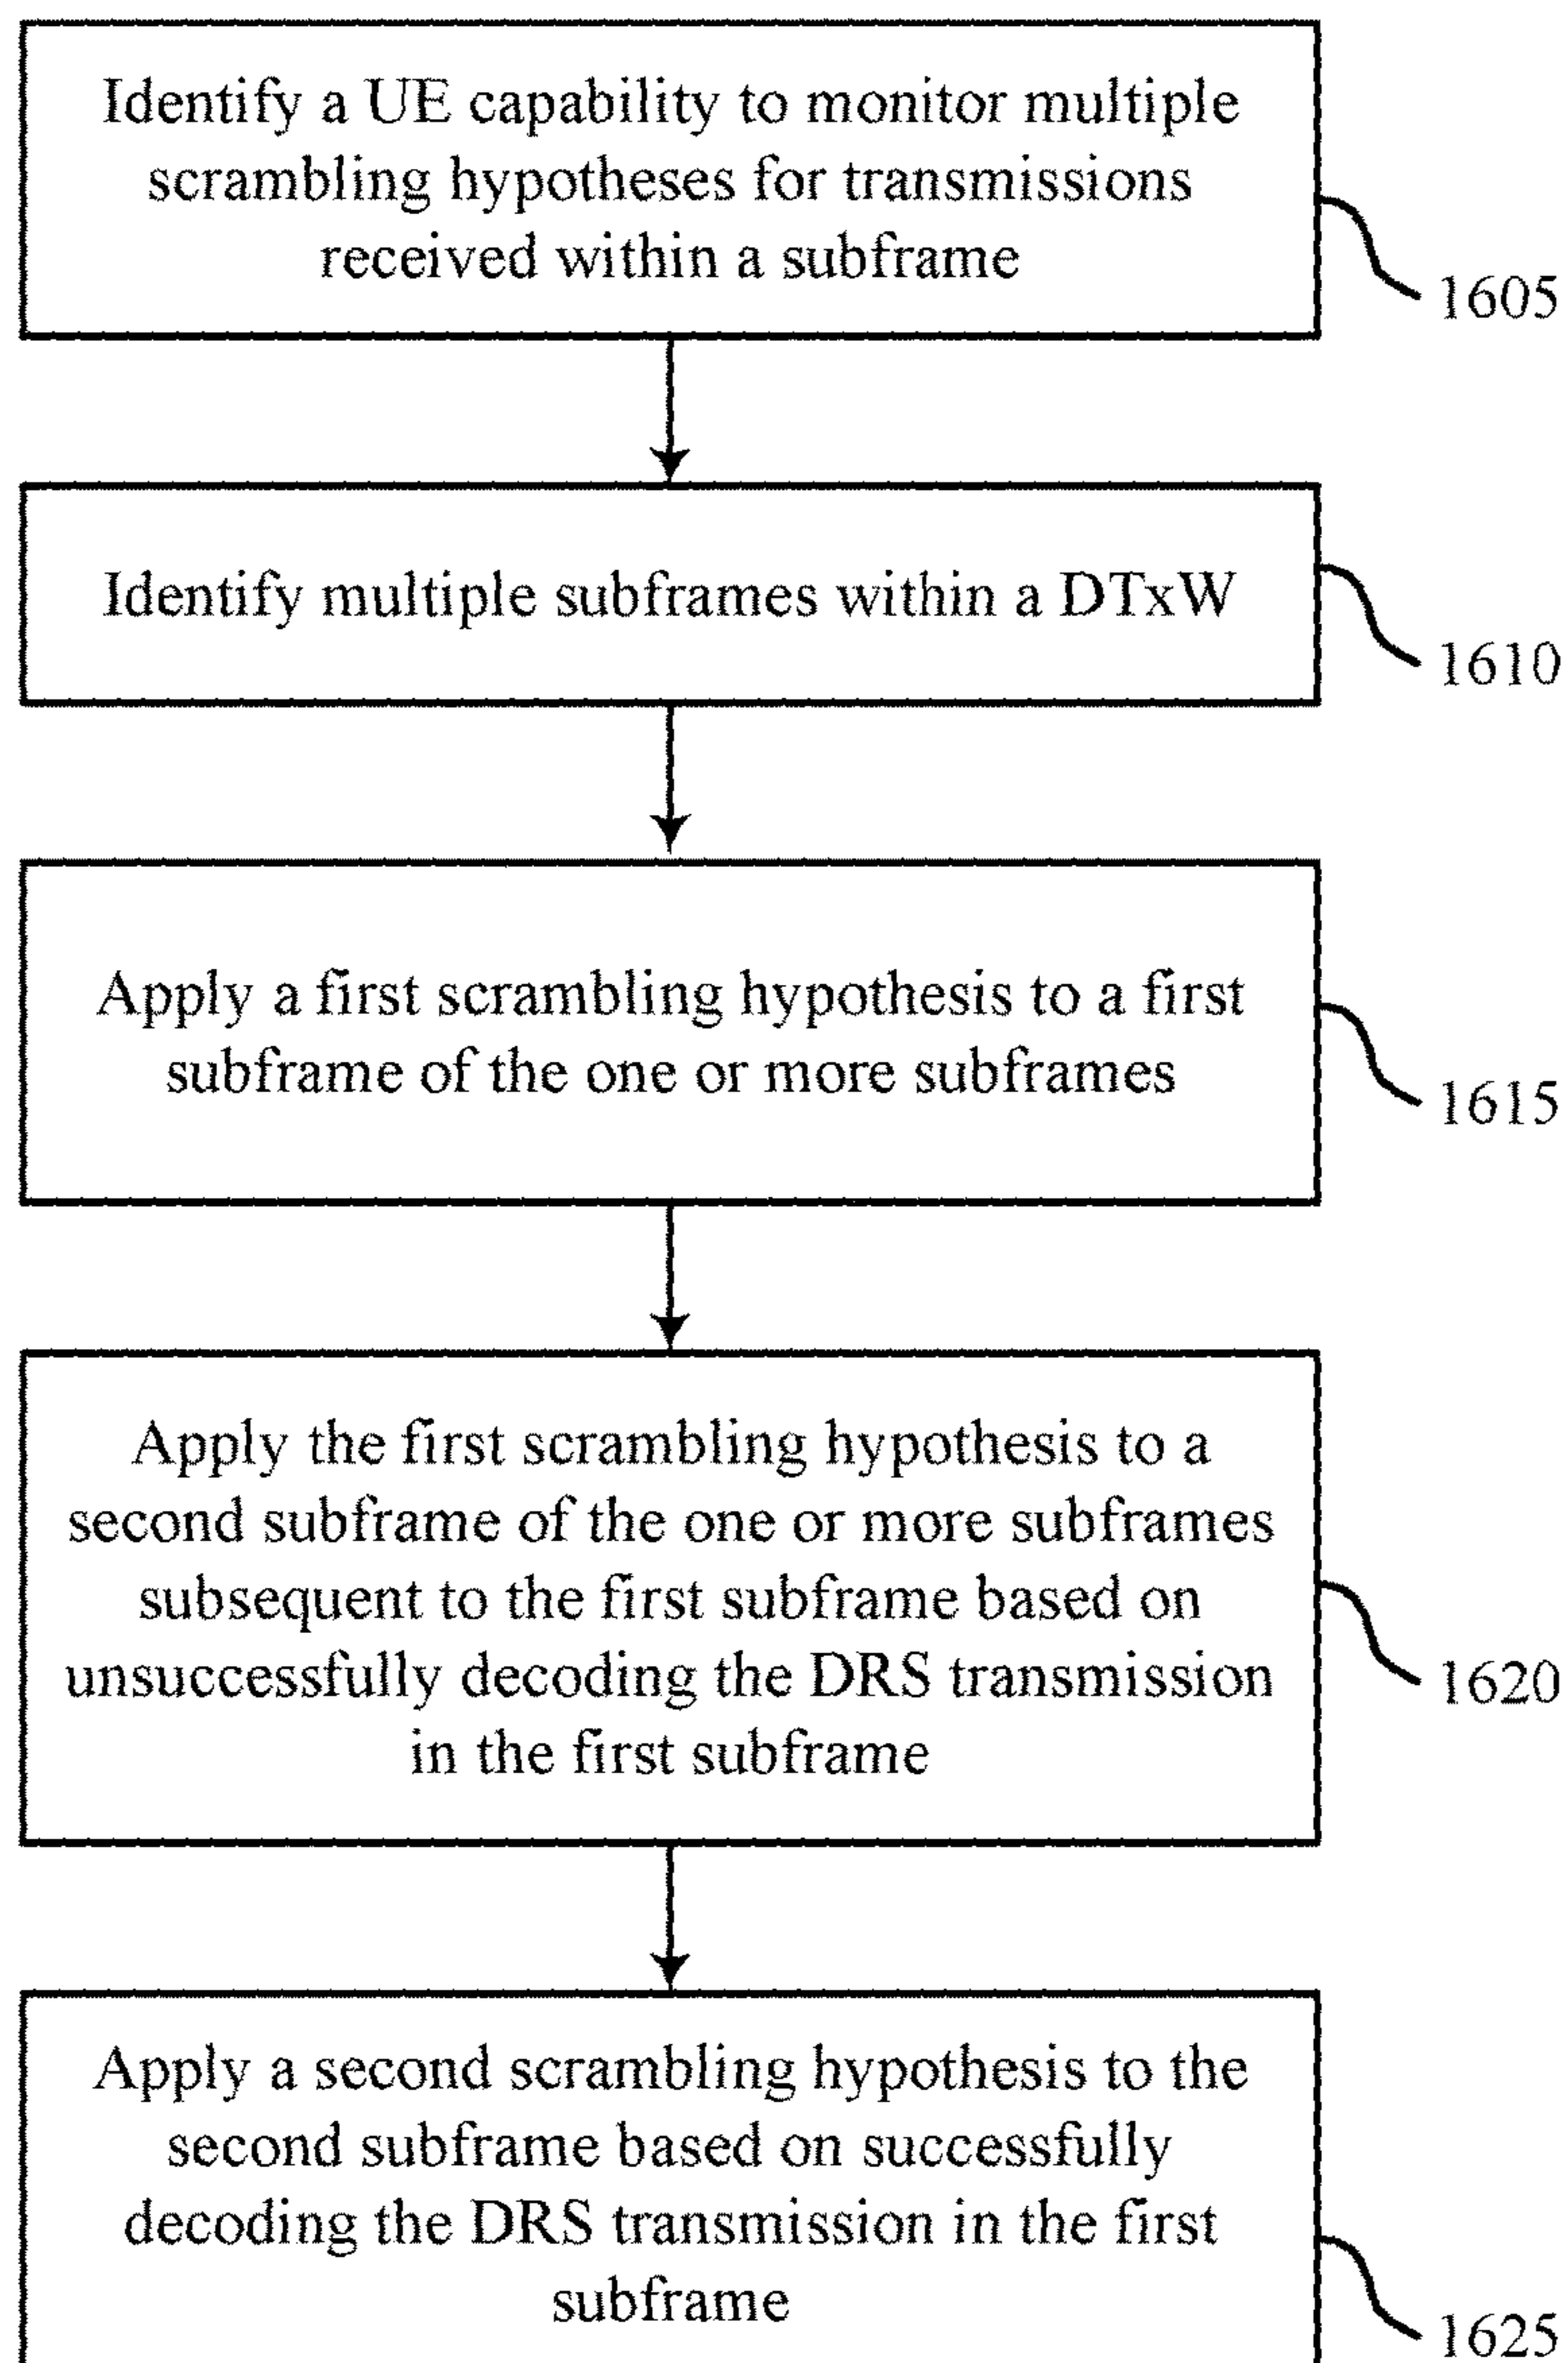 Identify a UE capability to monitor multiple
scrambling hypotheses for transmissions
received within a subframe
1605
Identify multiple subframes within a DTxW
1610
Apply a first scrambling hypothesis to a first
subframe of the one or more subframes
1615
Apply the first scrambling hypothesis to a
second subframe of the one or more subframes
subsequent to the first subframe based on
unsuccessfully decoding the DRS transmission
in the first subframe
1620
Apply a second scrambling hypothesis to the
second subframe based on successfully
decoding the DRS transmission in the first
subframe
1625